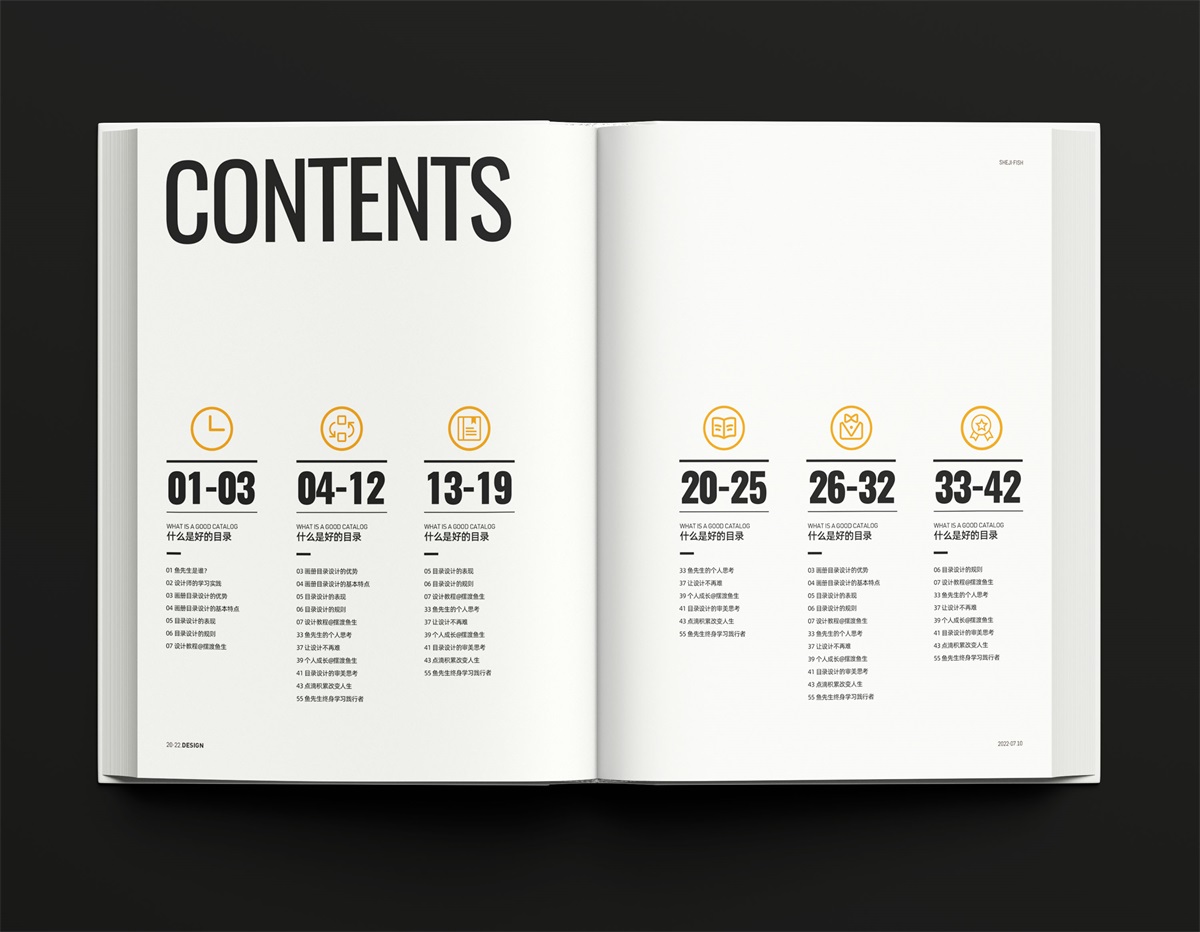 CONTENTS
01-03
WHAT IS A GOOD CATALOG
什么是好的目录
01 鱼先生是谁？
02 设计师的学习实践
03 画册目录设计的优势
04 画册目录设计的基本特点
05 目录设计的表现
06 目录设计的规则
07 设计教程@摆渡鱼生
04-12
WHAT IS A GOOD CATALOG
什么是好的目录
03 画册目录设计的优势
04 画册目录设计的基本特点
05 目录设计的表现
06 目录设计的规则
07 设计教程@摆渡鱼生
33 鱼先生的个人思考
37 让设计不再难
39 个人成长@摆渡鱼生
41 目录设计的审美思考
43 点滴积累改变人生
55 鱼先生终身学习践行者
13-19
WHAT IS A GOOD CATALOG
什么是好的目录
05 目录设计的表现
06 目录设计的规则
07 设计教程@摆渡鱼生
33 鱼先生的个人思考
37 让设计不再难
39 个人成长@摆渡鱼生
41 目录设计的审美思考
43 点滴积累改变人生
55 鱼先生终身学习践行者
20-22 DESIGN
SHEJI-FISH
20-25
WHAT IS A GOOD CATALOG
什么是好的目录
33 鱼先生的个人思考
37 让设计不再难
39 个人成长@摆渡鱼生
41 目录设计的审美思考
43 点滴积累改变人生
55 鱼先生终身学习践行者
26-32
WHAT IS A GOOD CATALOG
什么是好的目录
03 画册目录设计的优势
04 画册目录设计的基本特点
05 目录设计的表现
06 目录设计的规则
07 设计教程@摆渡鱼生
33 鱼先生的个人思考
37 让设计不再难
39 个人成长@摆渡鱼生
41 目录设计的审美思考
43 点滴积累改变人生
55 鱼先生终身学习践行者
33-42
WHAT IS A GOOD CATALOG
什么是好的目录
06 目录设计的规则
07 设计教程@摆渡鱼生
33 鱼先生的个人思考
37 让设计不再难
39 个人成长@摆渡鱼生
41 目录设计的审美思考
43 点滴积累改变人生
55 鱼先生终身学习践行者
2022-07.10